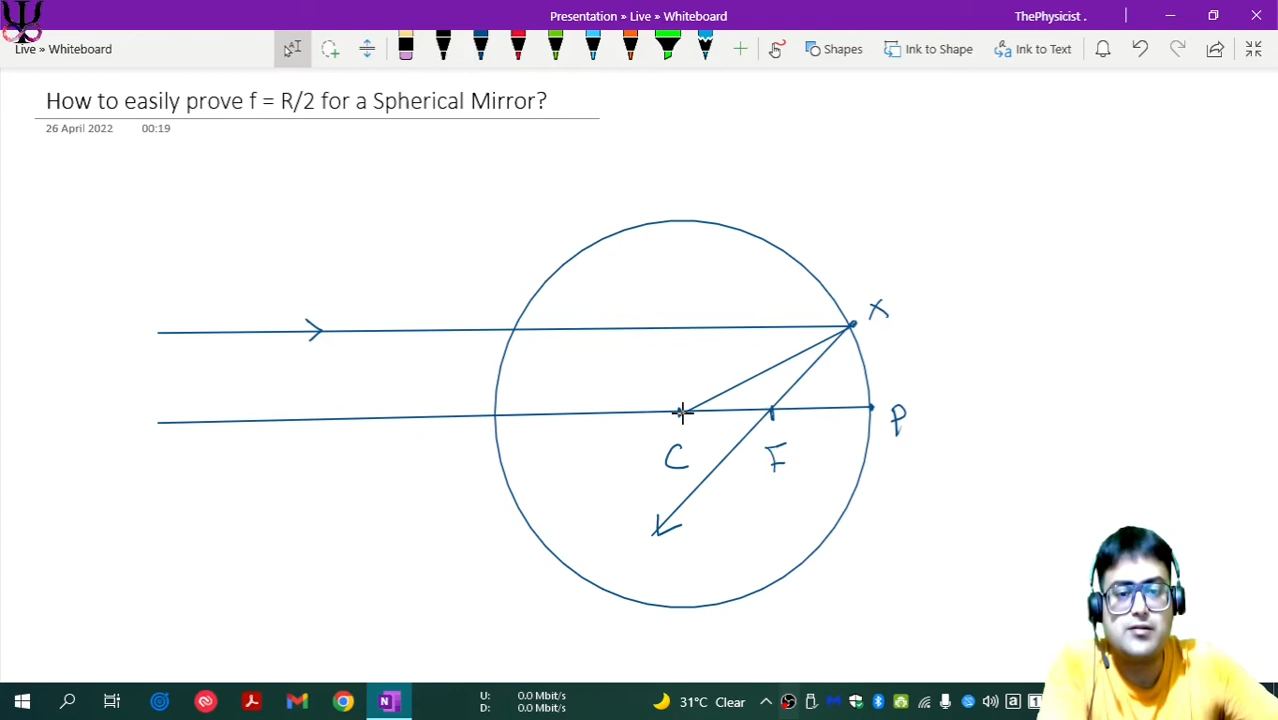 Presentation » Live » Whiteboard
ThePhysicist .
Live » Whiteboard
Shapes
Ink to Shape
Ink to Text
How to easily prove f = R/2 for a Spherical Mirror?
26 April 2022 00:19
X
P
C
F
U: 0.0 Mbit/s
D: 0.0 Mbit/s
31°C Clear